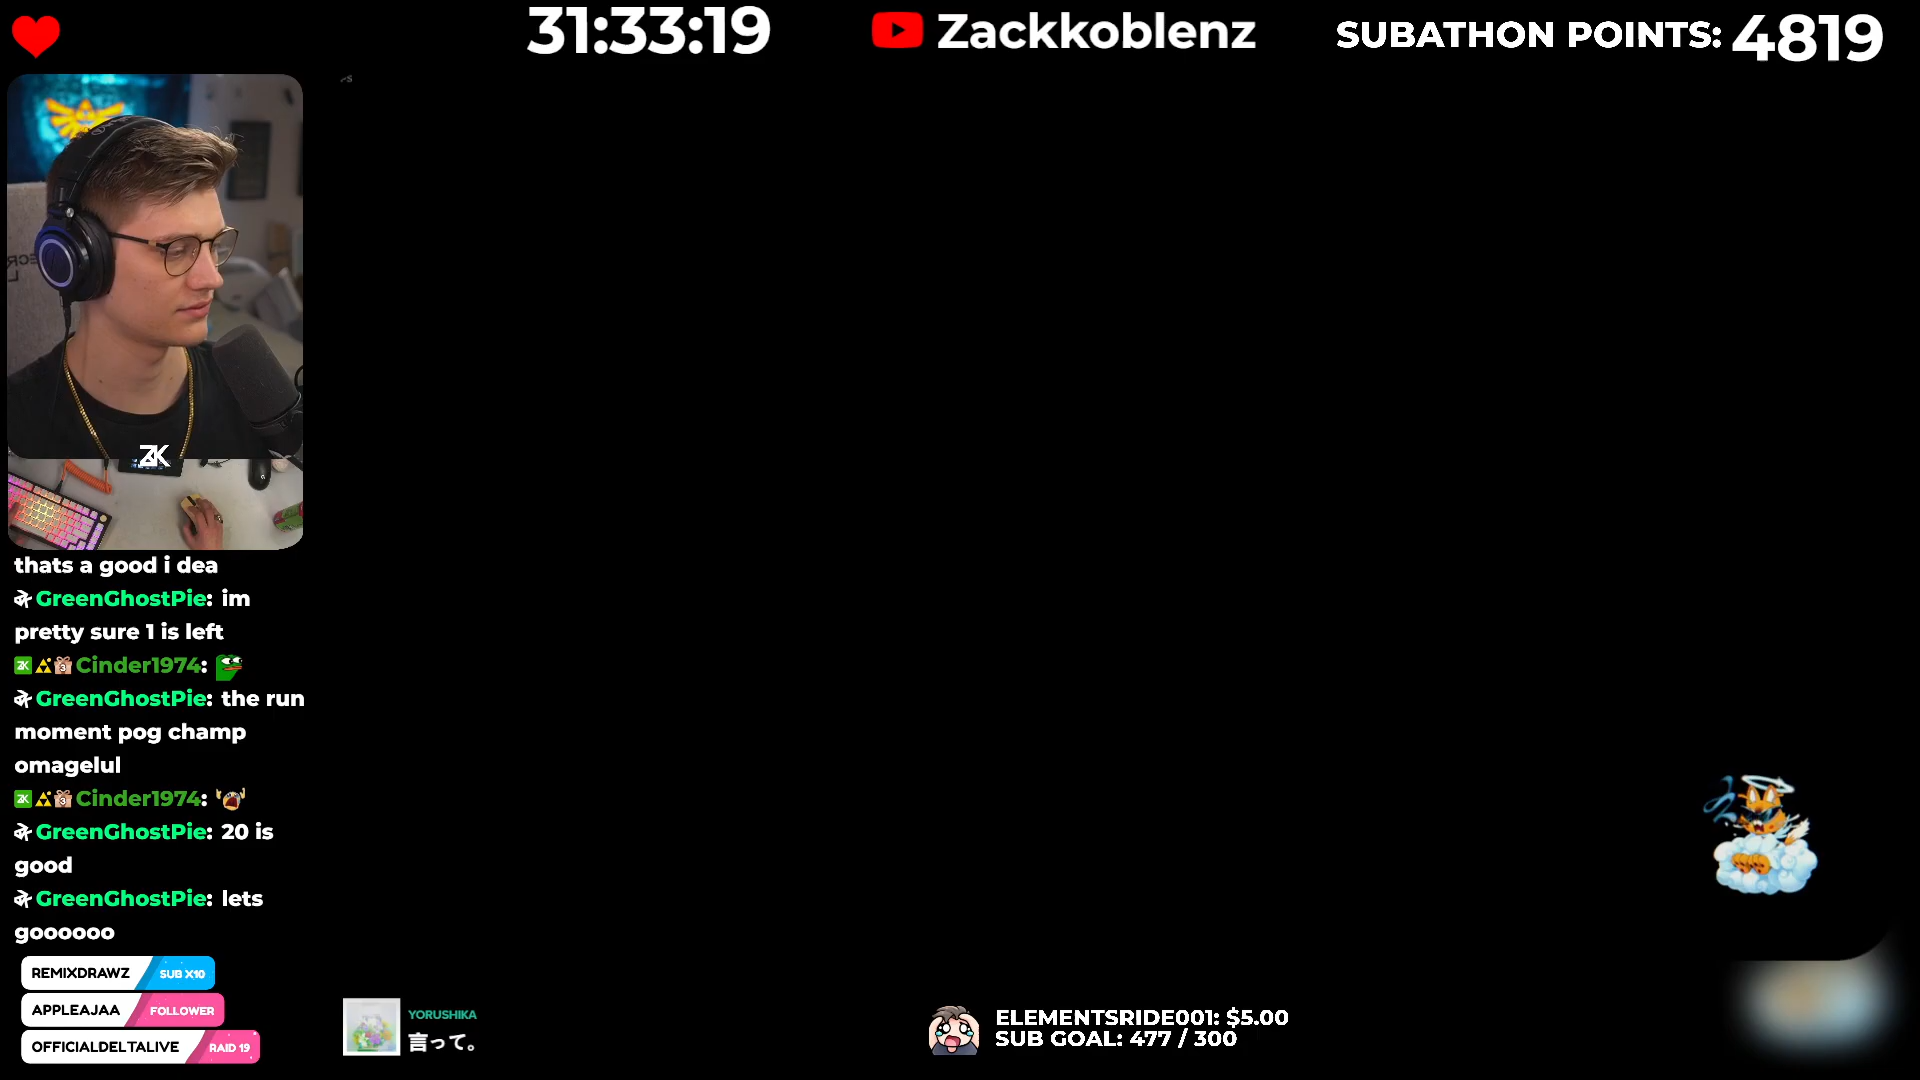 31:33:19
Zackkoblenz
SUBATHON POINTS: 4819
ZK
thats a good i dea
GreenGhostPie: im
pretty sure 1 is left
Cinder1974:
GreenGhostPie: the run
moment pog champ
omagelul
Cinder1974:
GreenGhostPie: 20 is
good
GreenGhostPie: lets
goooooo
REMIXDRAWZ SUB X10
APPLEAJAA FOLLOWER
OFFICIALDELTALIVE RAID 19
YORUSHIKA
言って。
ELEMENTSRIDE001: $5.00
SUB GOAL: 477 / 300